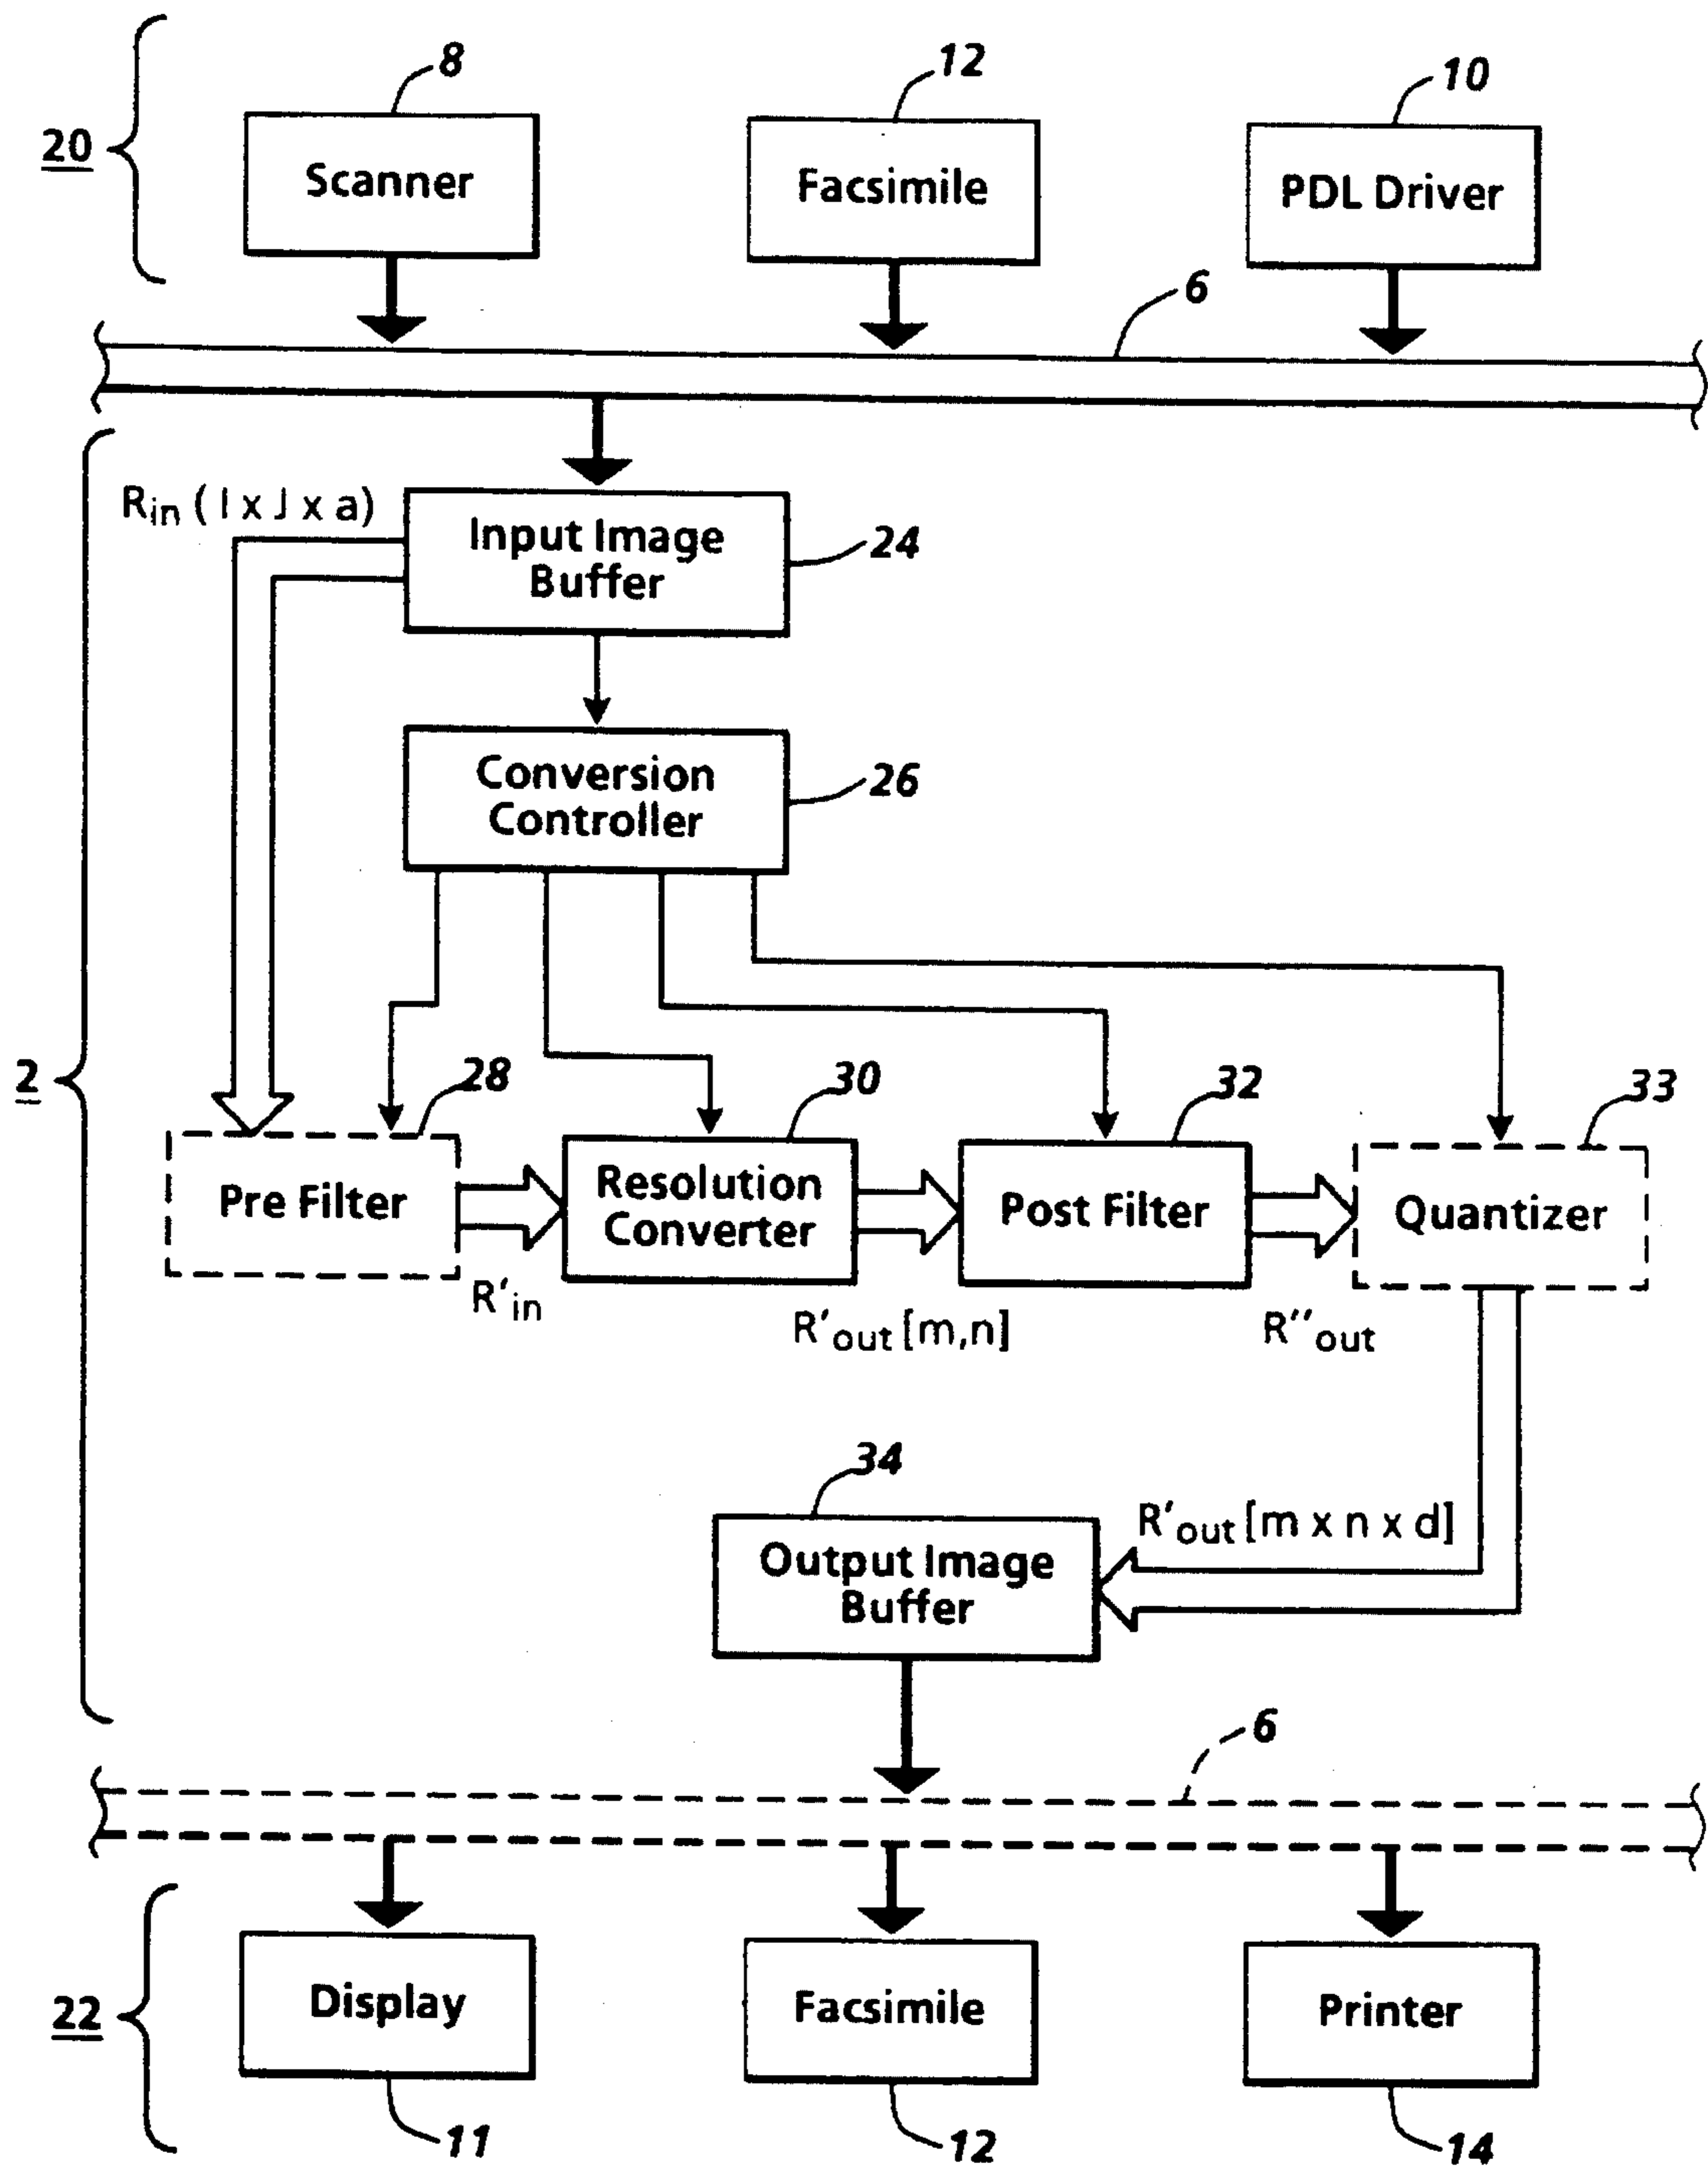 8
12
10
20
Scanner
Facsimile
PDL Driver
6
R_in ( I x J x a)
Input Image
Buffer
24
Conversion
Controller
26
2
28
30
32
33
Pre Filter
Resolution
Converter
Post Filter
Quantizer
R'in
R'out [m,n]
R''out
34
R'out [m x n x d]
Output Image
Buffer
6
22
Display
Facsimile
Printer
11
12
14